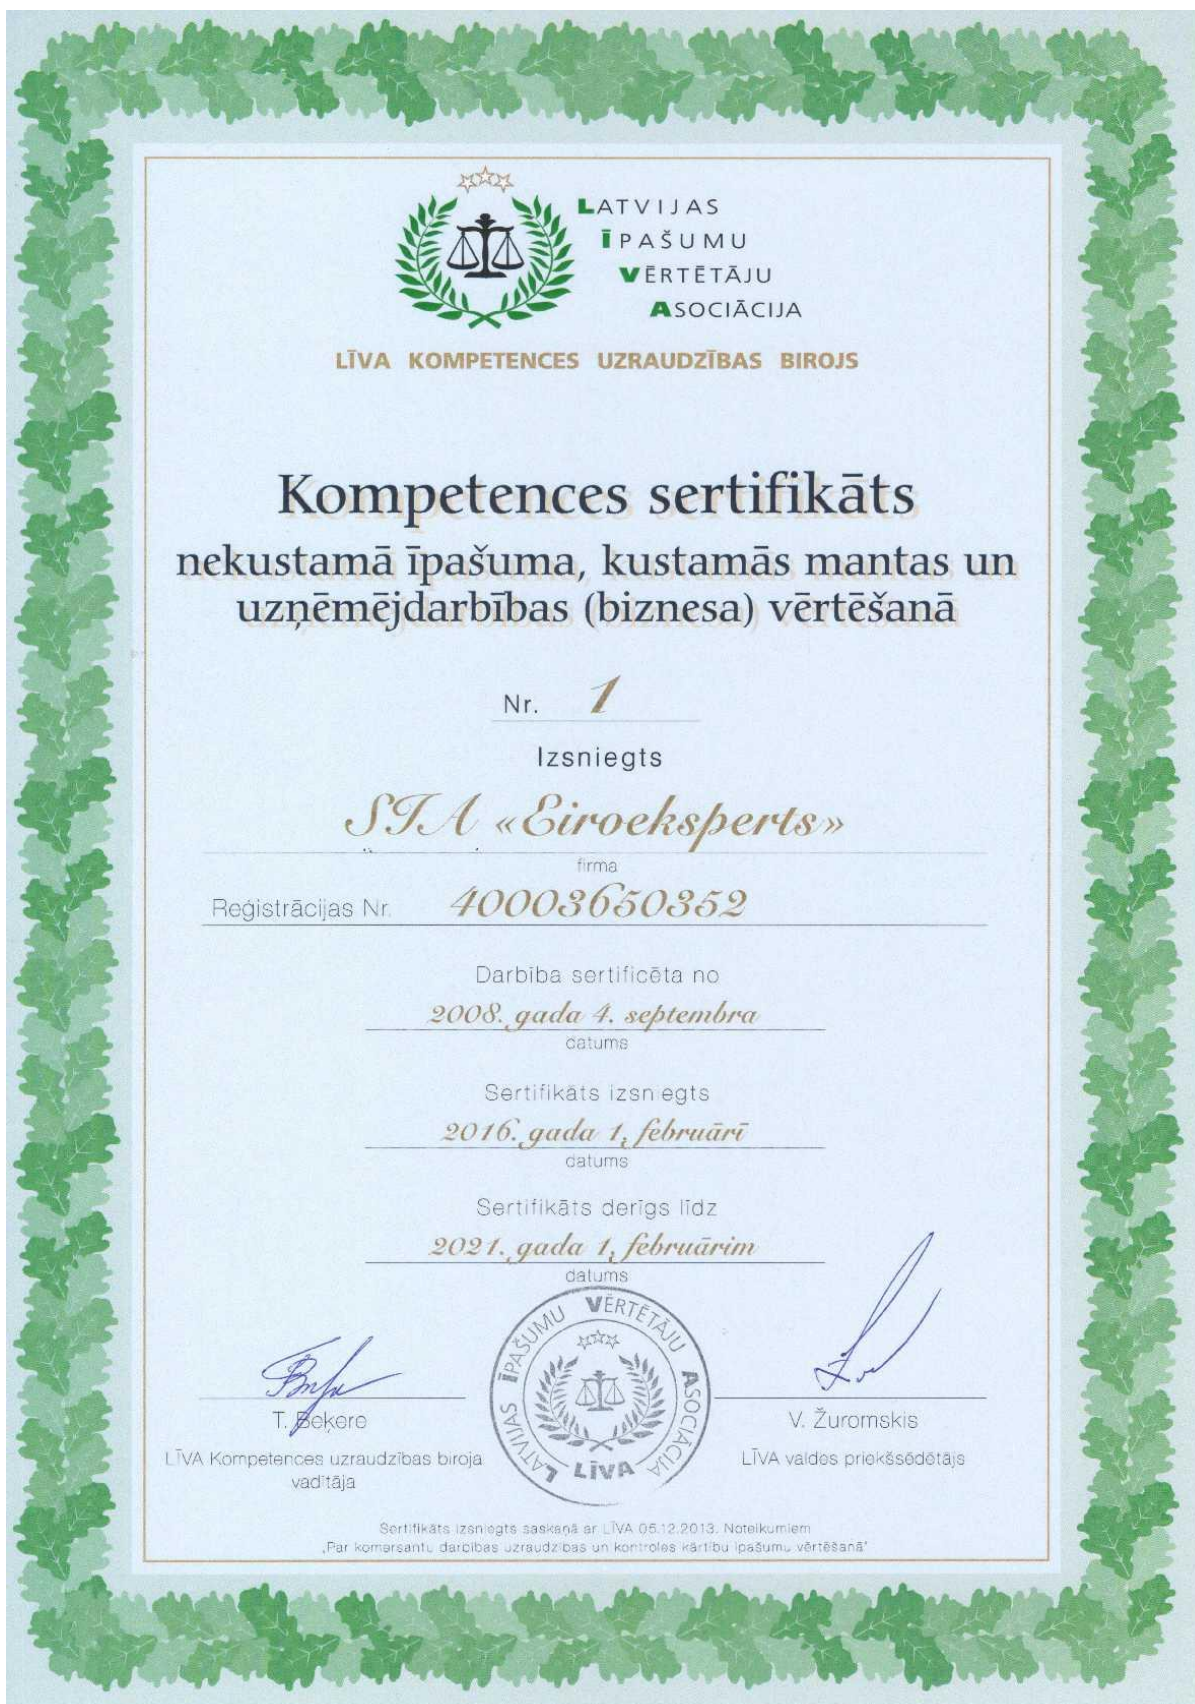 LATVIJAS
ĪPAŠUMU
VĒRTĒTĀJU
ASOCIĀCIJA
LĪVA KOMPETENCES UZRAUDZĪBAS BIROJS
Kompetences sertifikāts
nekustamā īpašuma, kustamās mantas un
uzņēmējdarbības (biznesa) vērtēšanā
Nr. 1
Izsniegts
SIA «Eiroeksperts»
firma
Reģistrācijas Nr. 40003650352
Darbība sertificēta no
2008. gada 4. septembra
datums
Sertifikāts izsniegts
2016. gada 1. februārī
datums
Sertifikāts derīgs līdz
2021. gada 1. februārim
datums
LATVIJAS ĪPAŠUMU VĒRTĒTĀJU ASOCIĀCIJA
LĪVA
T. Beķere
LĪVA Kompetences uzraudzības biroja
vadītāja
V. Žuromskis
LĪVA valdes priekšsēdētājs
Sertifikāts izsniegts saskaņā ar LĪVA 05.12.2013. Noteikumiem
„Par komersantu darbības uzraudzības un kontroles kārtību īpašumu vērtēšanā"